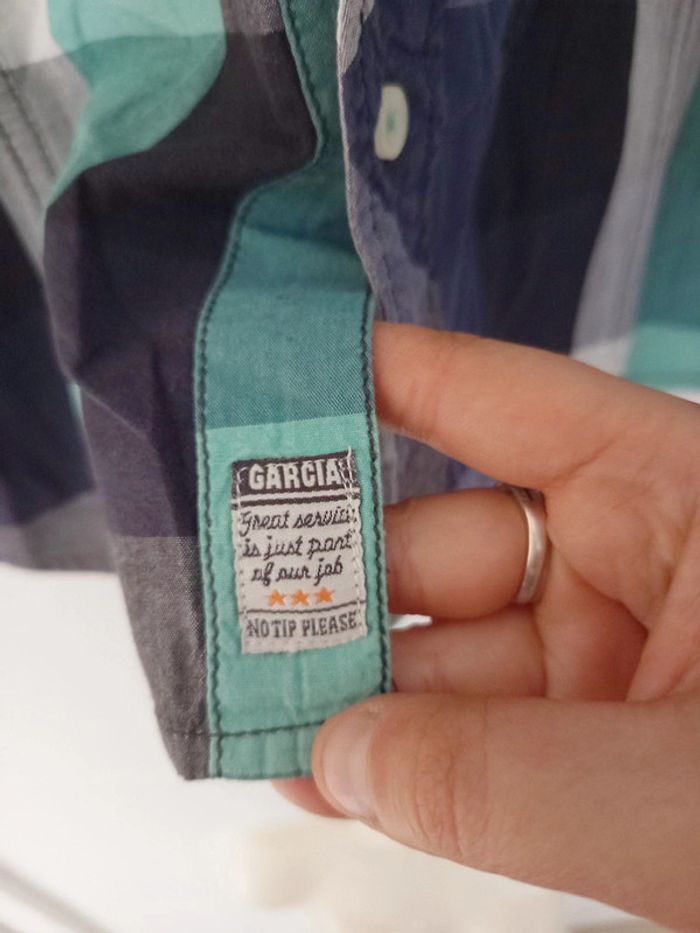 GARCIA
Great service
is just part
of our job
NO TIP PLEASE